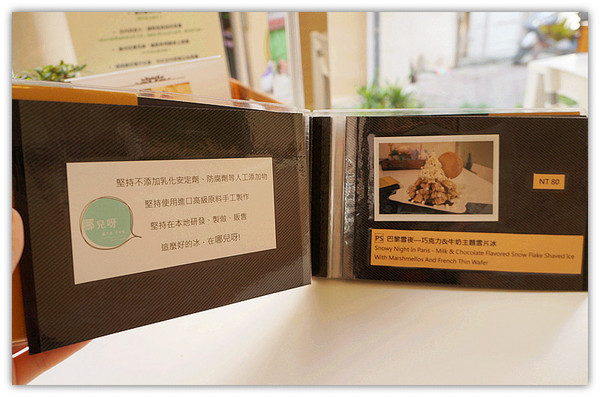 堅持不添加乳化安定劑、防腐劑等人工添加物
堅持使用進口高級原料手工製作
堅持在本地研發、製做、販售
這麼好的冰，在哪兒呀!
哪兒呀
NT 80
PS 巴黎雪夜—巧克力&牛奶主題雪片冰
Snowy Night In Paris - Milk & Chocolate Flavored Snow Flake Shaved Ice
With Marshmellos And French Thin Wafer